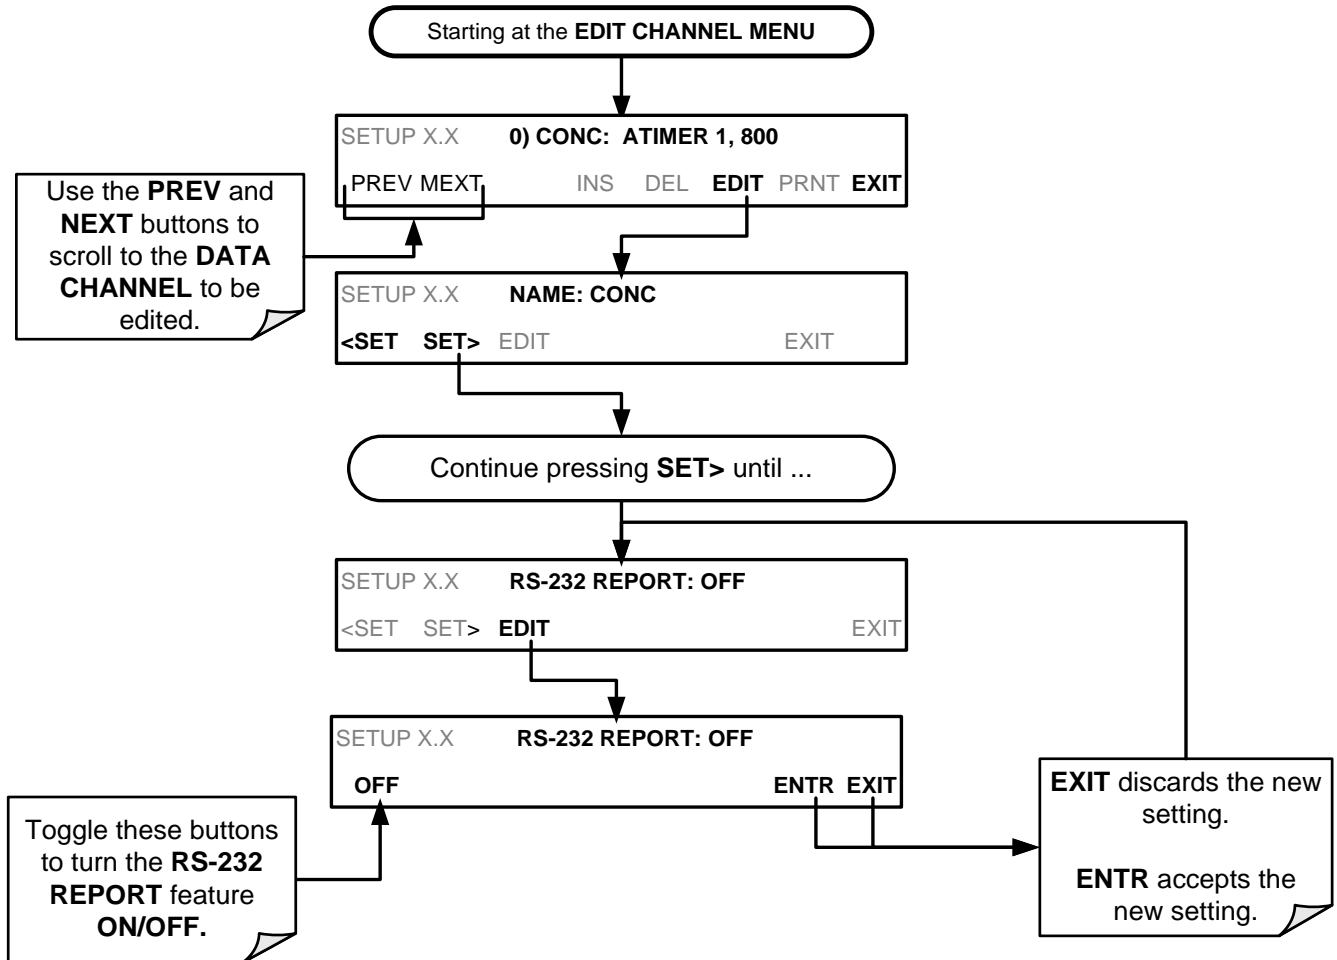 Starting at the EDIT CHANNEL MENU
SETUP X.X 0) CONC: ATIMER 1, 800
PREV MEXT INS DEL EDIT PRNT EXIT
Use the PREV and
NEXT buttons to
scroll to the DATA
CHANNEL to be
edited.
SETUP X.X NAME: CONC
<SET SET> EDIT EXIT
Continue pressing SET> until ...
SETUP X.X RS-232 REPORT: OFF
<SET SET> EDIT EXIT
SETUP X.X RS-232 REPORT: OFF
OFF ENTR EXIT
Toggle these buttons
to turn the RS-232
REPORT feature
ON/OFF.
EXIT discards the new
setting.
ENTR accepts the
new setting.